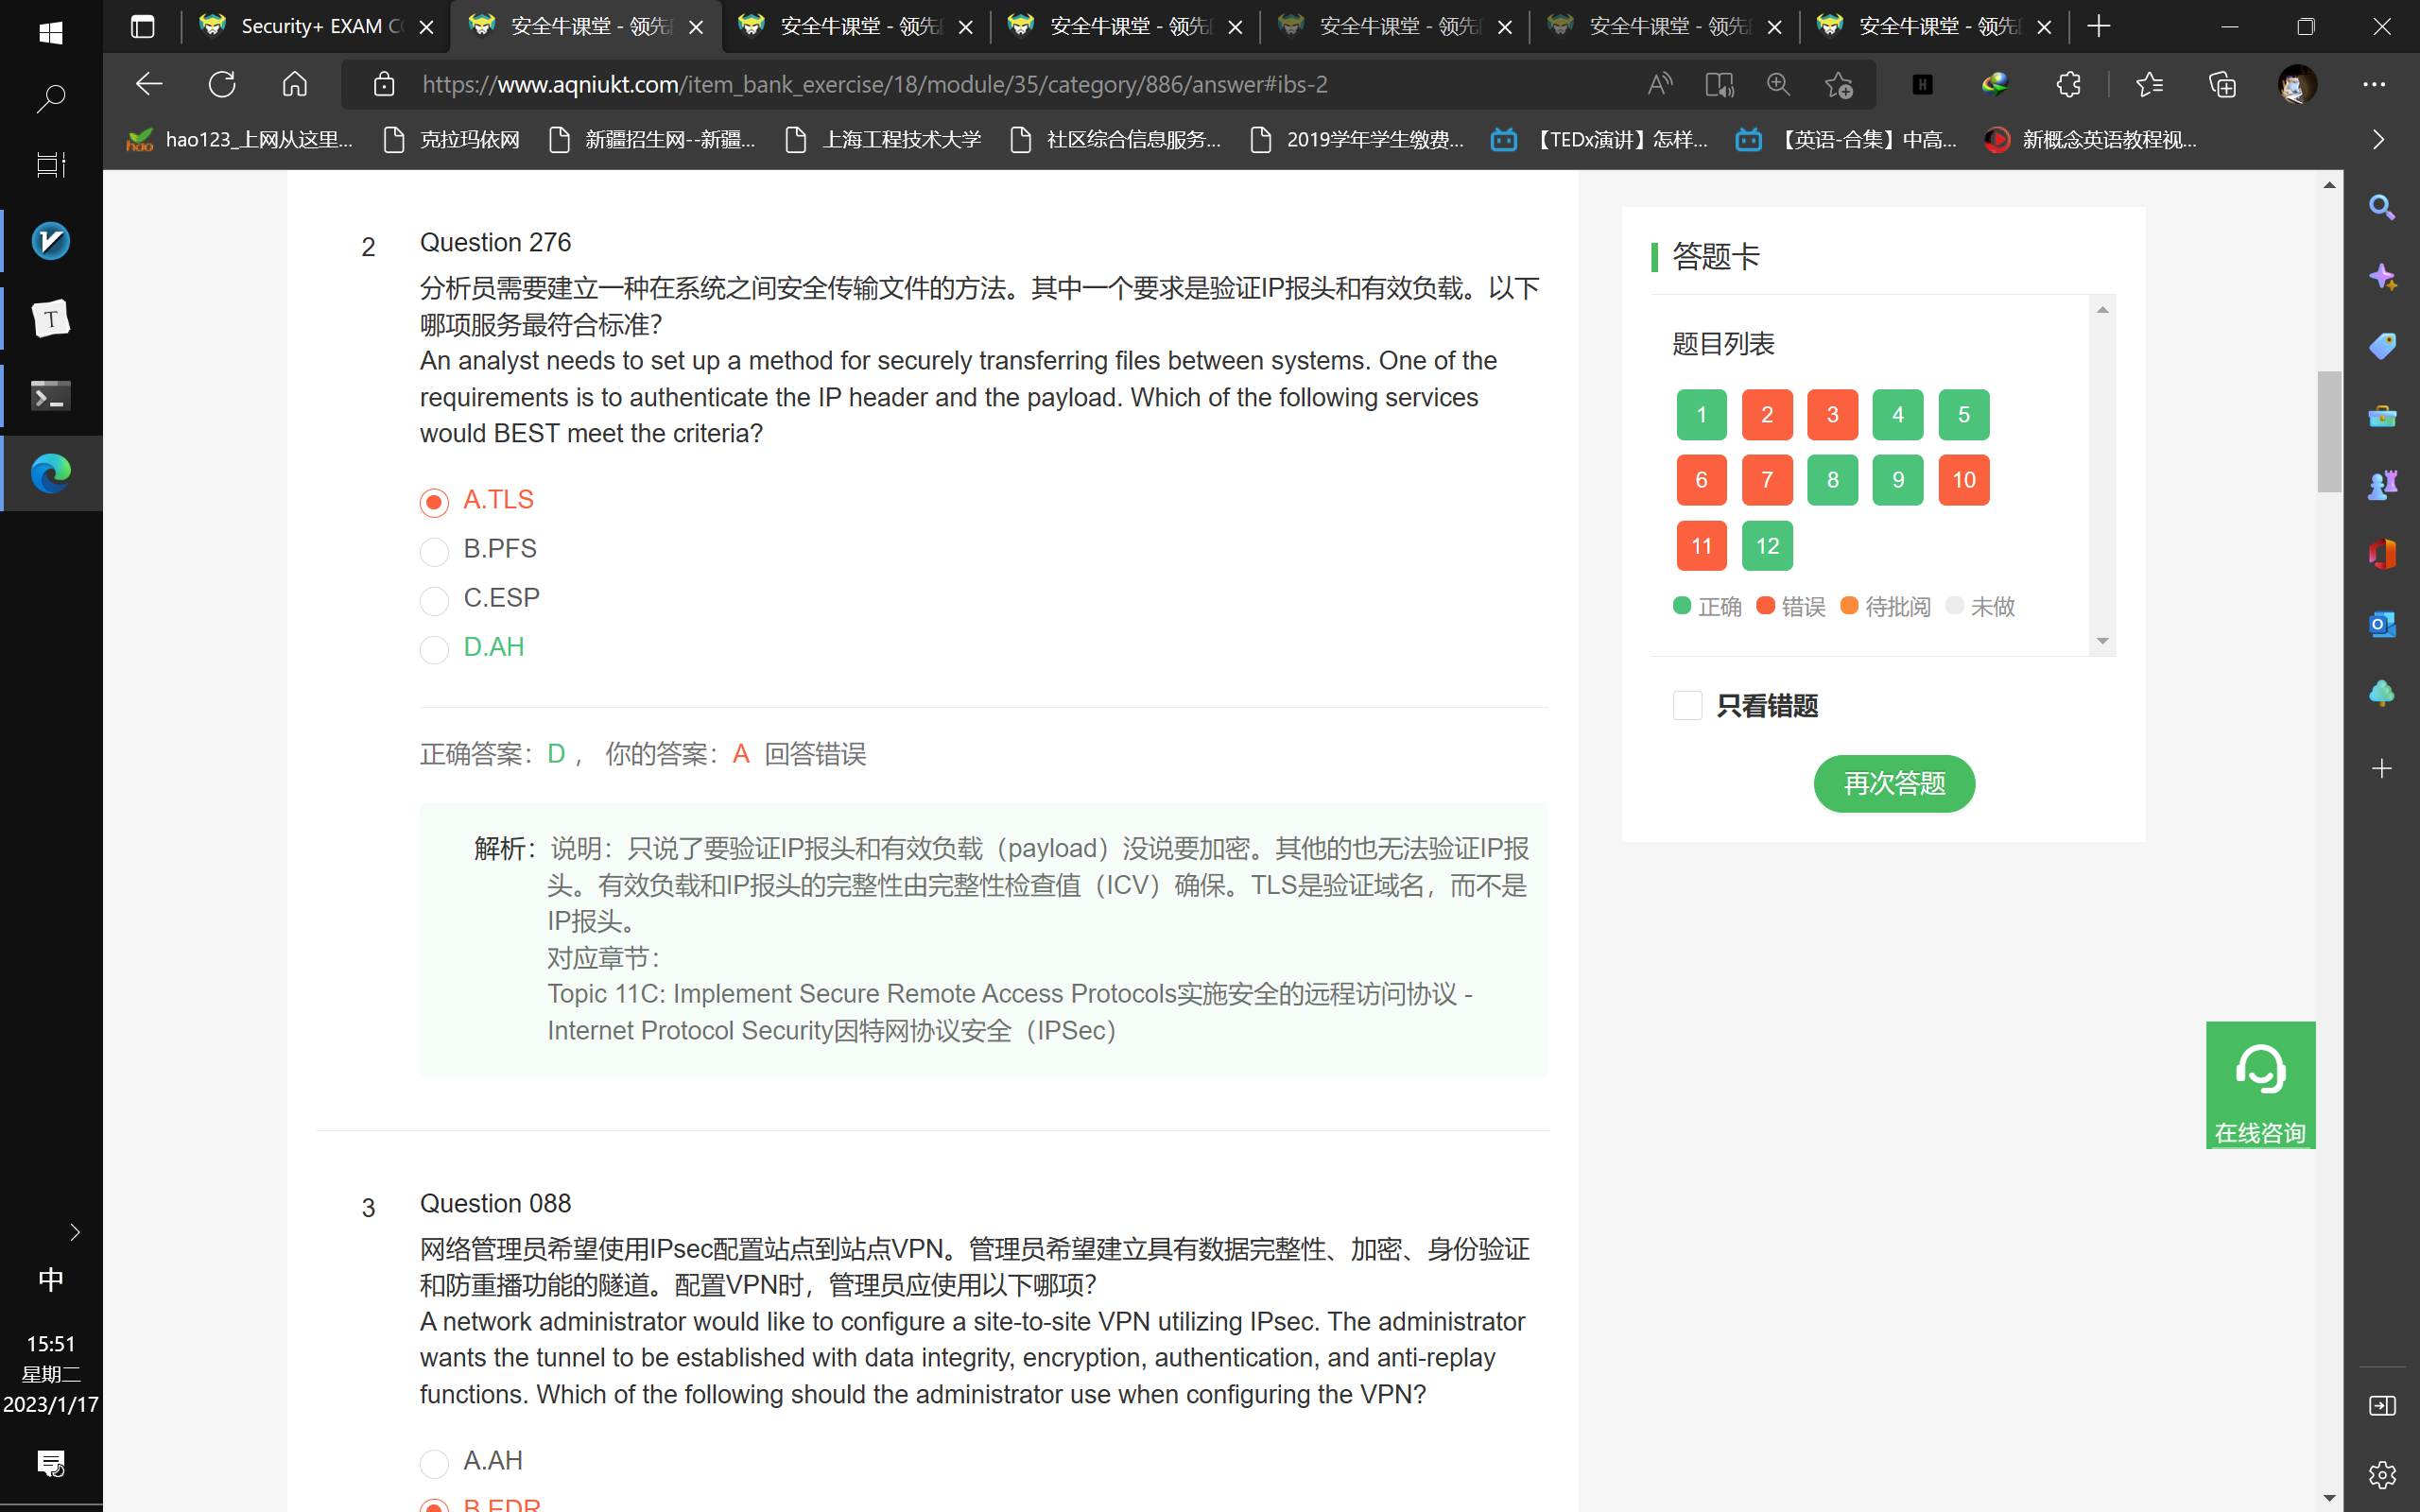 Security+ EXAM C
安全牛课堂 - 领先
安全牛课堂 - 领先
安全牛课堂 - 领先
安全牛课堂 - 领先
安全牛课堂 - 领先
安全牛课堂 - 领先
https://www.aqniukt.com/item_bank_exercise/18/module/35/category/886/answer#ibs-2
hao123_上网从这里...
克拉玛依网
新疆招生网--新疆...
上海工程技术大学
社区综合信息服务...
2019学年学生缴费...
【TEDx演讲】怎样...
【英语-合集】中高...
新概念英语教程视...
2
Question 276
分析员需要建立一种在系统之间安全传输文件的方法。其中一个要求是验证IP报头和有效负载。以下
哪项服务最符合标准？
An analyst needs to set up a method for securely transferring files between systems. One of the
requirements is to authenticate the IP header and the payload. Which of the following services
would BEST meet the criteria?
A.TLS
B.PFS
C.ESP
D.AH
正确答案：D ， 你的答案：A 回答错误
解析：说明：只说了要验证IP报头和有效负载（payload）没说要加密。其他的也无法验证IP报
头。有效负载和IP报头的完整性由完整性检查值（ICV）确保。TLS是验证域名，而不是
IP报头。
对应章节：
Topic 11C: Implement Secure Remote Access Protocols实施安全的远程访问协议 -
Internet Protocol Security因特网协议安全（IPSec）
3
Question 088
网络管理员希望使用IPsec配置站点到站点VPN。管理员希望建立具有数据完整性、加密、身份验证
和防重播功能的隧道。配置VPN时，管理员应使用以下哪项？
A network administrator would like to configure a site-to-site VPN utilizing IPsec. The administrator
wants the tunnel to be established with data integrity, encryption, authentication, and anti-replay
functions. Which of the following should the administrator use when configuring the VPN?
A.AH
B.EDR
答题卡
题目列表
1 2 3 4 5
6 7 8 9 10
11 12
正确 错误 待批阅 未做
只看错题
再次答题
在线咨询
中
15:51
星期二
2023/1/17